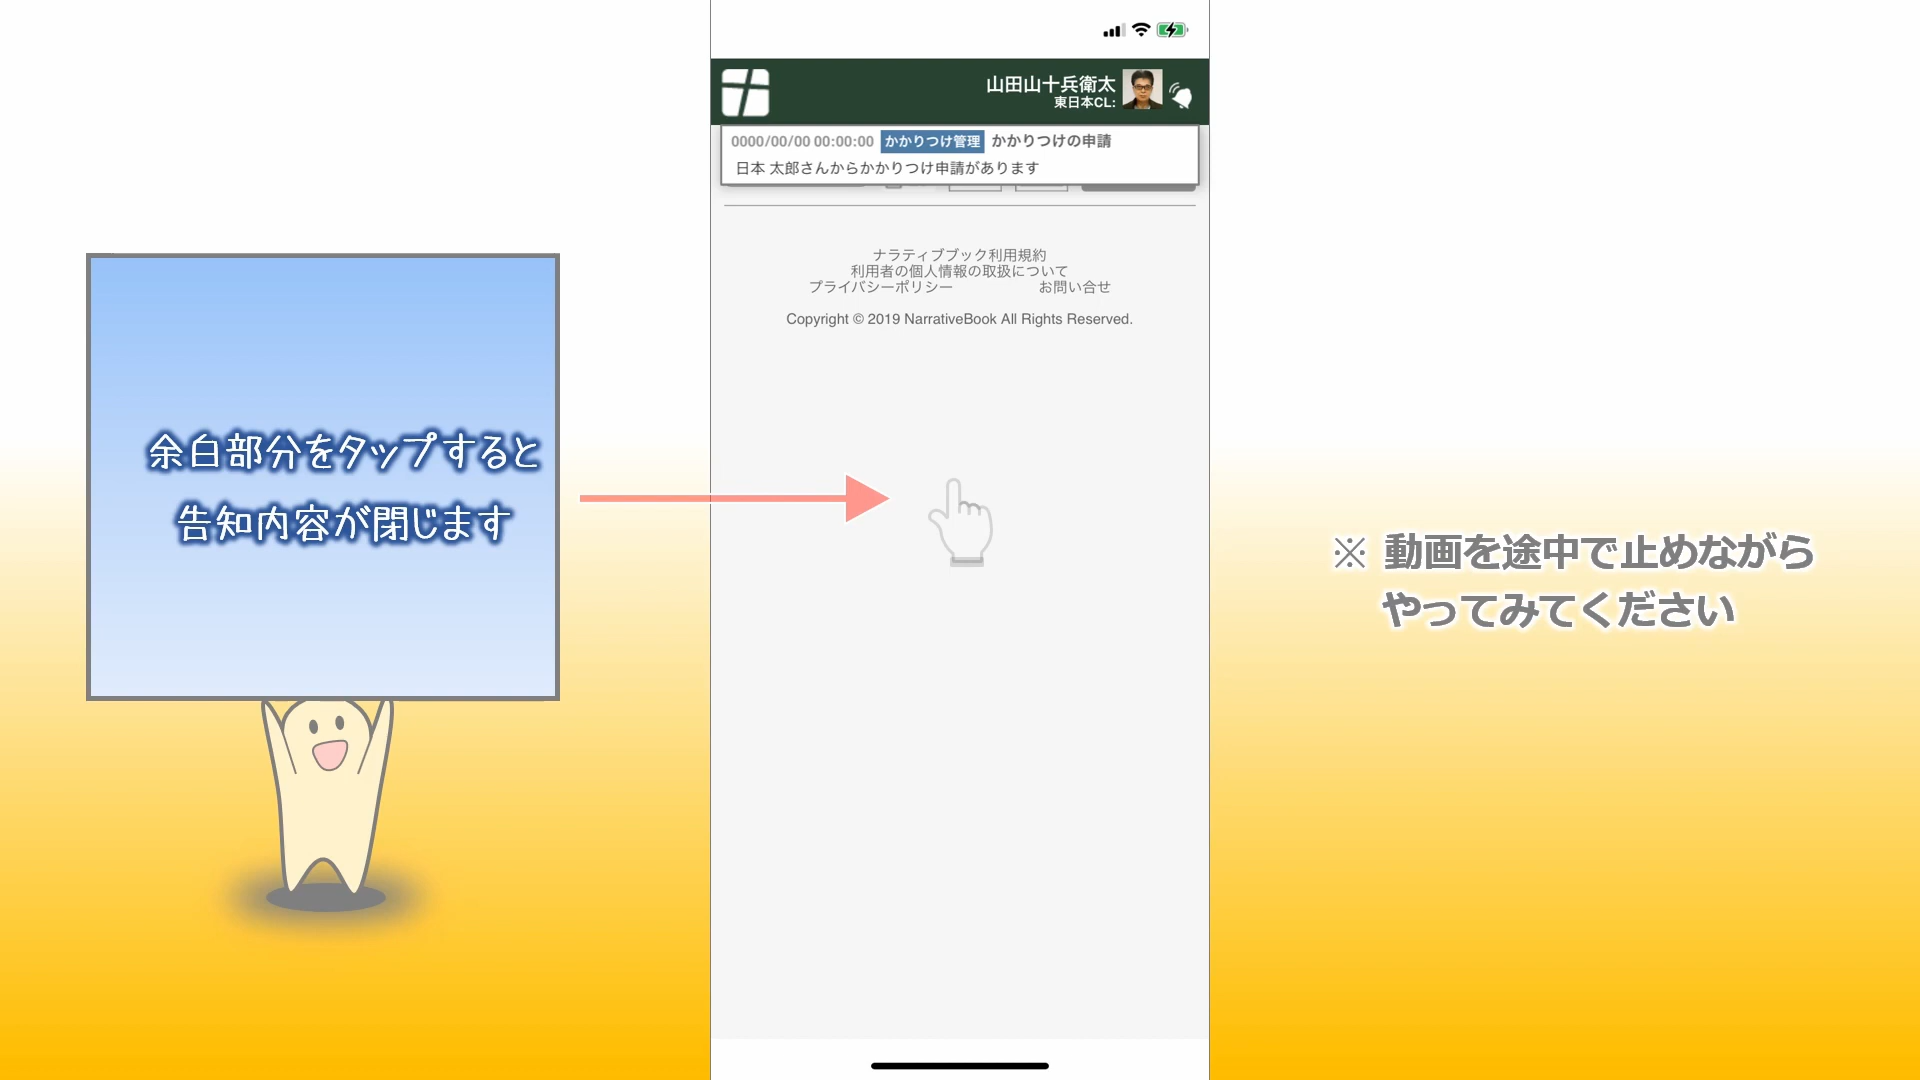 山田山十兵衛太
東日本CL:
0000/00/00 00:00:00 かかりつけ管理 かかりつけの申請
日本 太郎さんからかかりつけ申請があります
ナラティブブック利用規約
利用者の個人情報の取扱について
プライバシーポリシー お問い合せ
Copyright © 2019 NarrativeBook All Rights Reserved.
余白部分をタップすると
告知内容が閉じます
※ 動画を途中で止めながら
やってみてください